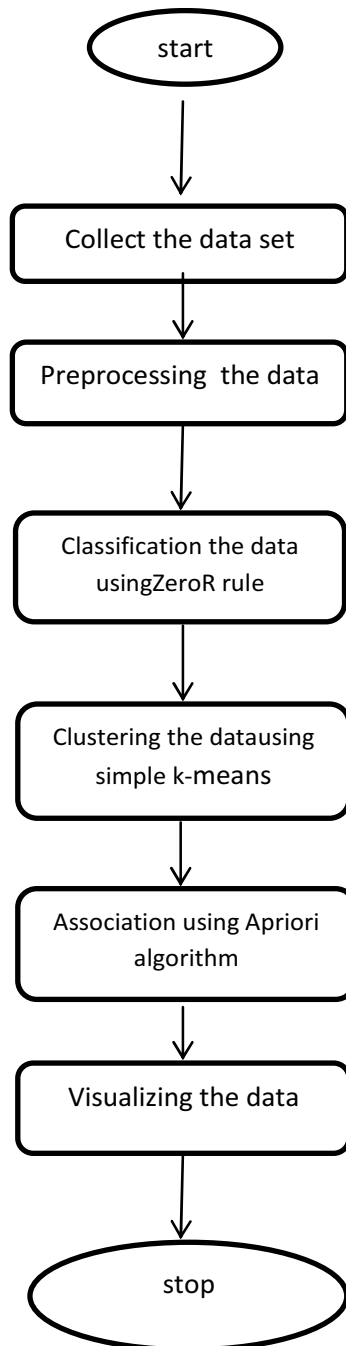 start
Collect the data set
Preprocessing the data
Classification the data
usingZeroR rule
Clustering the datausing
simple k-means
Association using Apriori
algorithm
Visualizing the data
stop